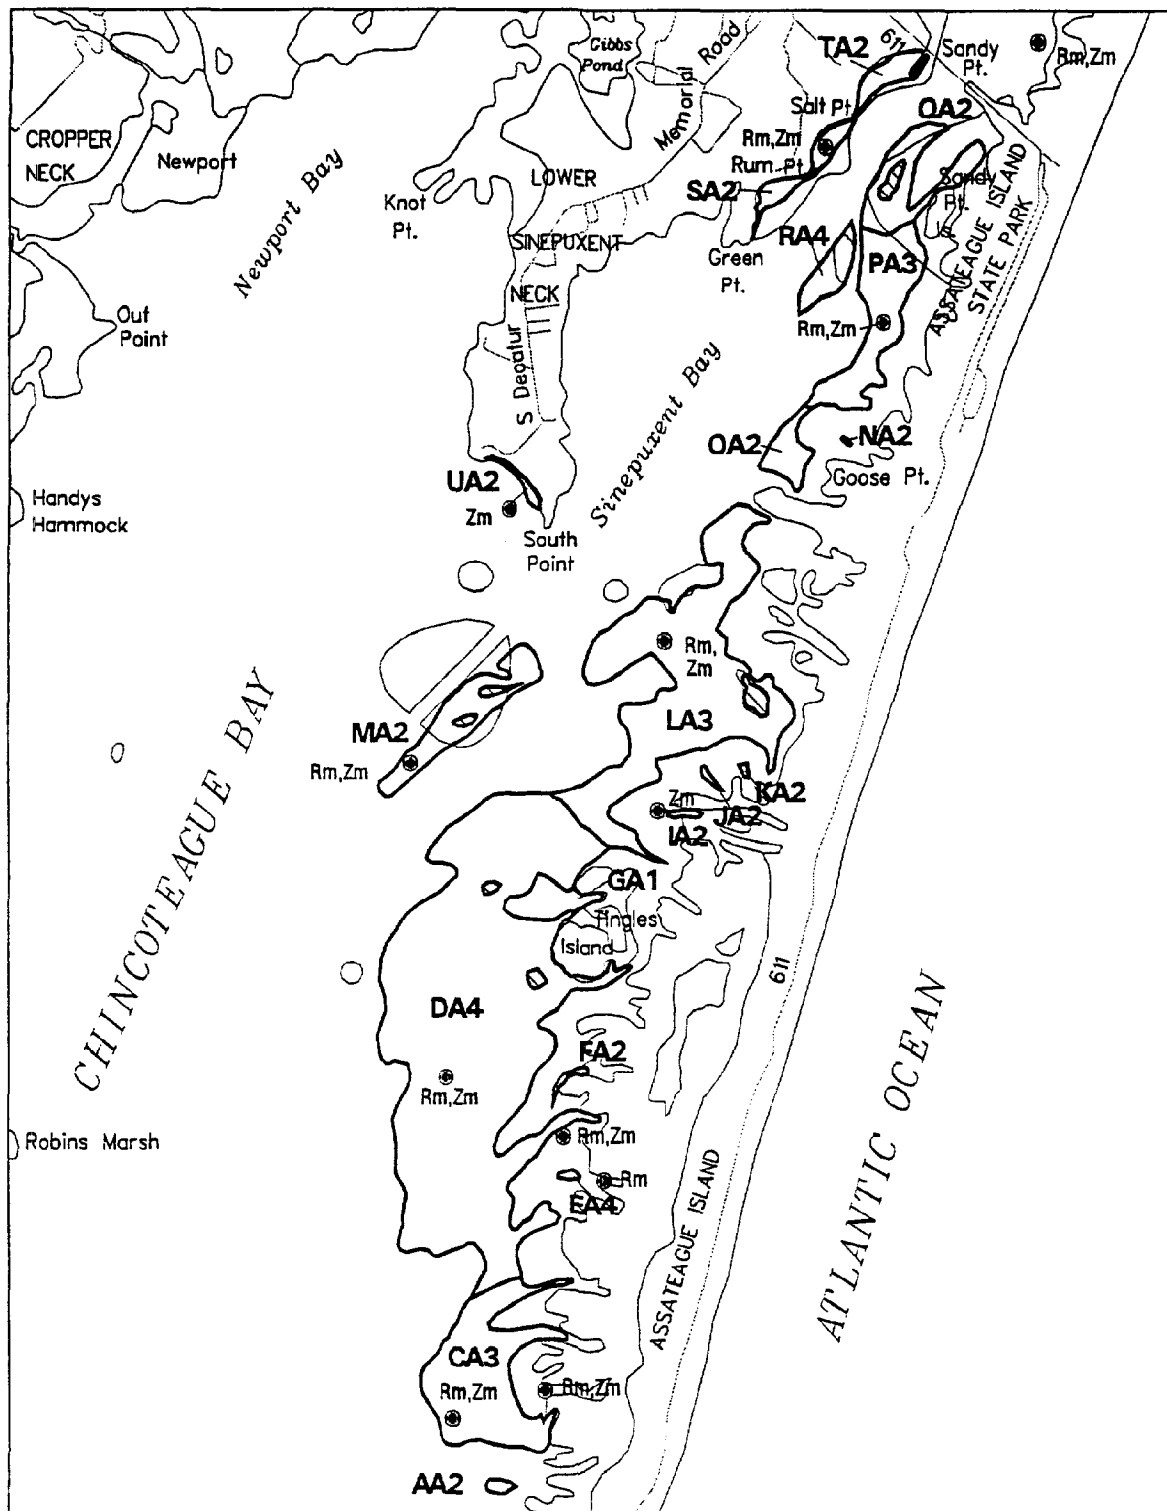 Gibbs
Pond
Memorial
Road
TA2
611
Sandy
Pt.
Rm,Zm
CROPPER
NECK
Newport
Newport Bay
Knot
Pt.
LOWER
SINEPUXENT
NECK
S Decatur
Salt Pt.
Rm,Zm
Rum Pt.
SA2
Green
Pt.
RA4
QA2
Sandy
Pt.
PA3
Rm,Zm
ASSATEAGUE ISLAND
STATE PARK
Out
Point
Sinepuxent Bay
OA2
NA2
Goose Pt.
Handys
Hammock
UA2
Zm
South
Point
Rm,
Zm
LA3
MA2
Rm,Zm
KA2
JA2
Zm
IA2
CHINCOTEAGUE BAY
GA1
Tingles
Island
611
DA4
Rm,Zm
FA2
Rm,Zm
Rm
EA4
Robins Marsh
ASSATEAGUE ISLAND
ATLANTIC OCEAN
CA3
Rm,Zm
Rm,Zm
AA2